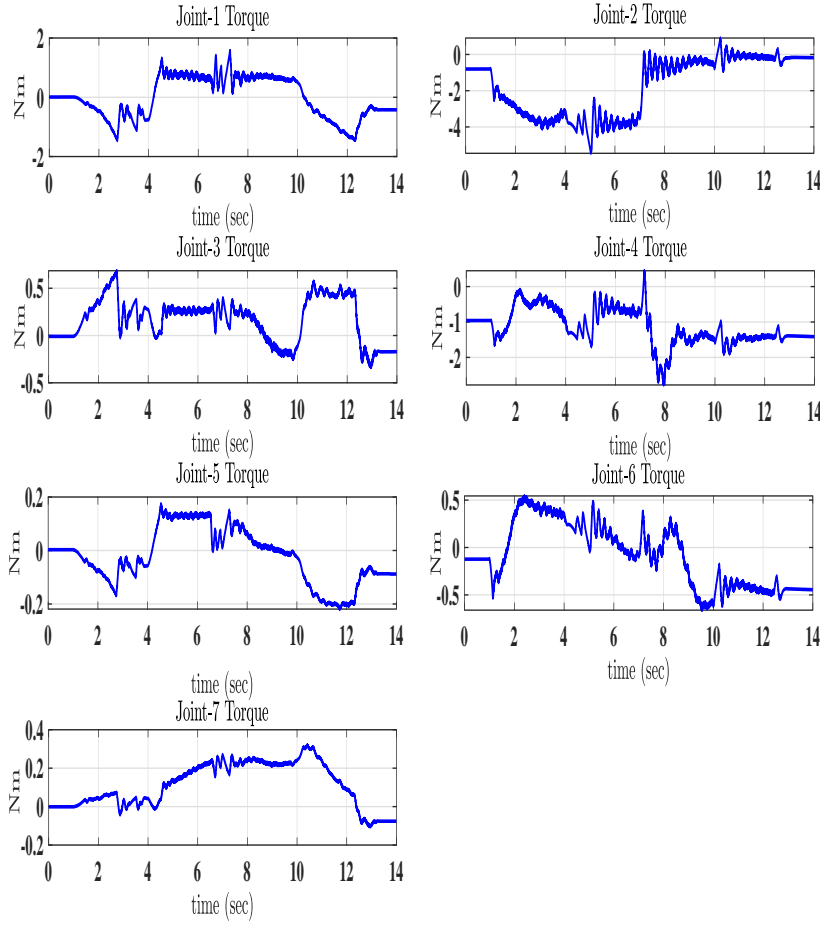 Joint-1 Torque
2
0
-2
Nm
0 2 4 6 8 10 12 14
time (sec)
Joint-2 Torque
0
-2
-4
Nm
0 2 4 6 8 10 12 14
time (sec)
Joint-3 Torque
0.5
0
-0.5
Nm
0 2 4 6 8 10 12 14
time (sec)
Joint-4 Torque
0
-1
-2
Nm
0 2 4 6 8 10 12 14
time (sec)
Joint-5 Torque
0.2
0
-0.2
Nm
0 2 4 6 8 10 12 14
time (sec)
Joint-6 Torque
0.5
0
-0.5
Nm
0 2 4 6 8 10 12 14
time (sec)
Joint-7 Torque
0.4
0.2
0
-0.2
Nm
0 2 4 6 8 10 12 14
time (sec)